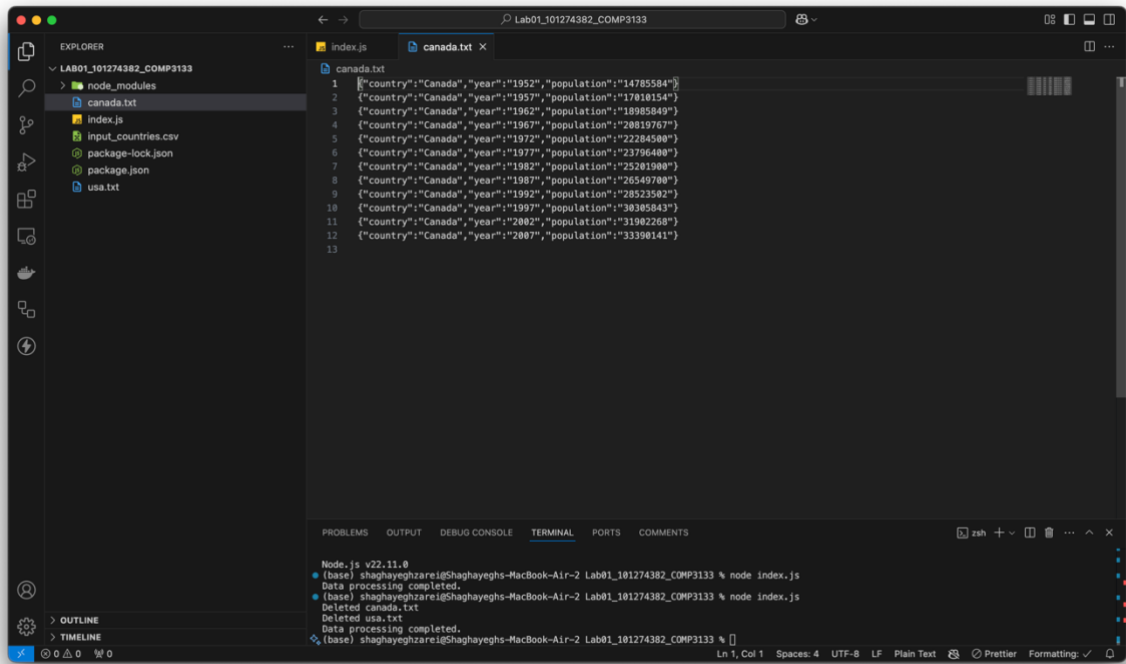 Lab01_101274382_COMP3133
EXPLORER
LAB01_101274382_COMP3133
node_modules
canada.txt
index.js
input_countries.csv
package-lock.json
package.json
usa.txt
OUTLINE
TIMELINE
index.js
canada.txt
canada.txt
1 {"country":"Canada","year":"1952","population":"14785584"}
2 {"country":"Canada","year":"1957","population":"17010154"}
3 {"country":"Canada","year":"1962","population":"18985849"}
4 {"country":"Canada","year":"1967","population":"20819767"}
5 {"country":"Canada","year":"1972","population":"22284500"}
6 {"country":"Canada","year":"1977","population":"23796400"}
7 {"country":"Canada","year":"1982","population":"25201900"}
8 {"country":"Canada","year":"1987","population":"26549700"}
9 {"country":"Canada","year":"1992","population":"28523502"}
10 {"country":"Canada","year":"1997","population":"30305843"}
11 {"country":"Canada","year":"2002","population":"31902268"}
12 {"country":"Canada","year":"2007","population":"33390141"}
13
PROBLEMS OUTPUT DEBUG CONSOLE TERMINAL PORTS COMMENTS
zsh
Node.js v22.11.0
(base) shaghayeghzarei@Shaghayeghs-MacBook-Air-2 Lab01_101274382_COMP3133 % node index.js
Data processing completed.
(base) shaghayeghzarei@Shaghayeghs-MacBook-Air-2 Lab01_101274382_COMP3133 % node index.js
Deleted canada.txt
Deleted usa.txt
Data processing completed.
(base) shaghayeghzarei@Shaghayeghs-MacBook-Air-2 Lab01_101274382_COMP3133 %
0 0 0 Ln 1, Col 1 Spaces: 4 UTF-8 LF Plain Text Prettier Formatting: ✓